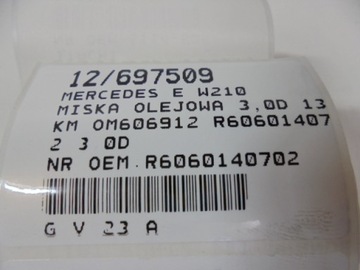 12/697509
MERCEDES E W210
MISKA OLEJOWA 3,0D 13
KM OM606912 R60601407
2 3 0D
NR OEM.R6060140702
G V 23 A